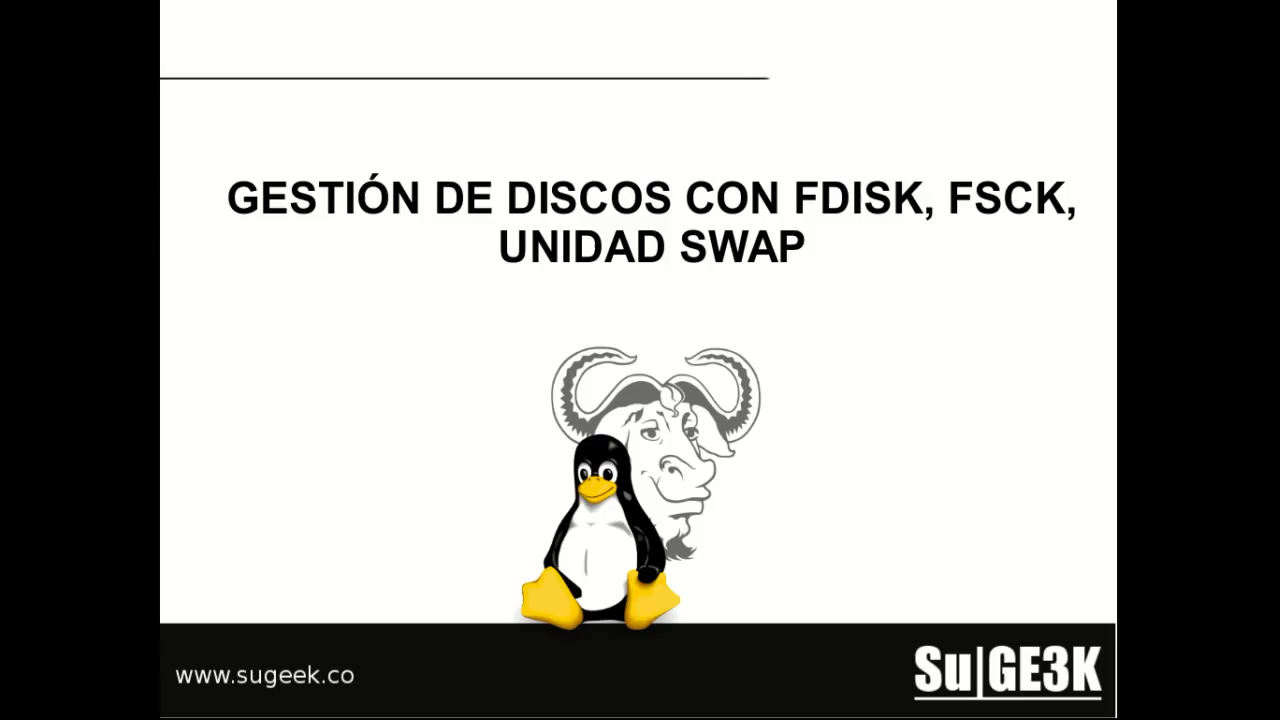 GESTIÓN DE DISCOS CON FDISK, FSCK,
UNIDAD SWAP
www.sugeek.co
Su|GE3K